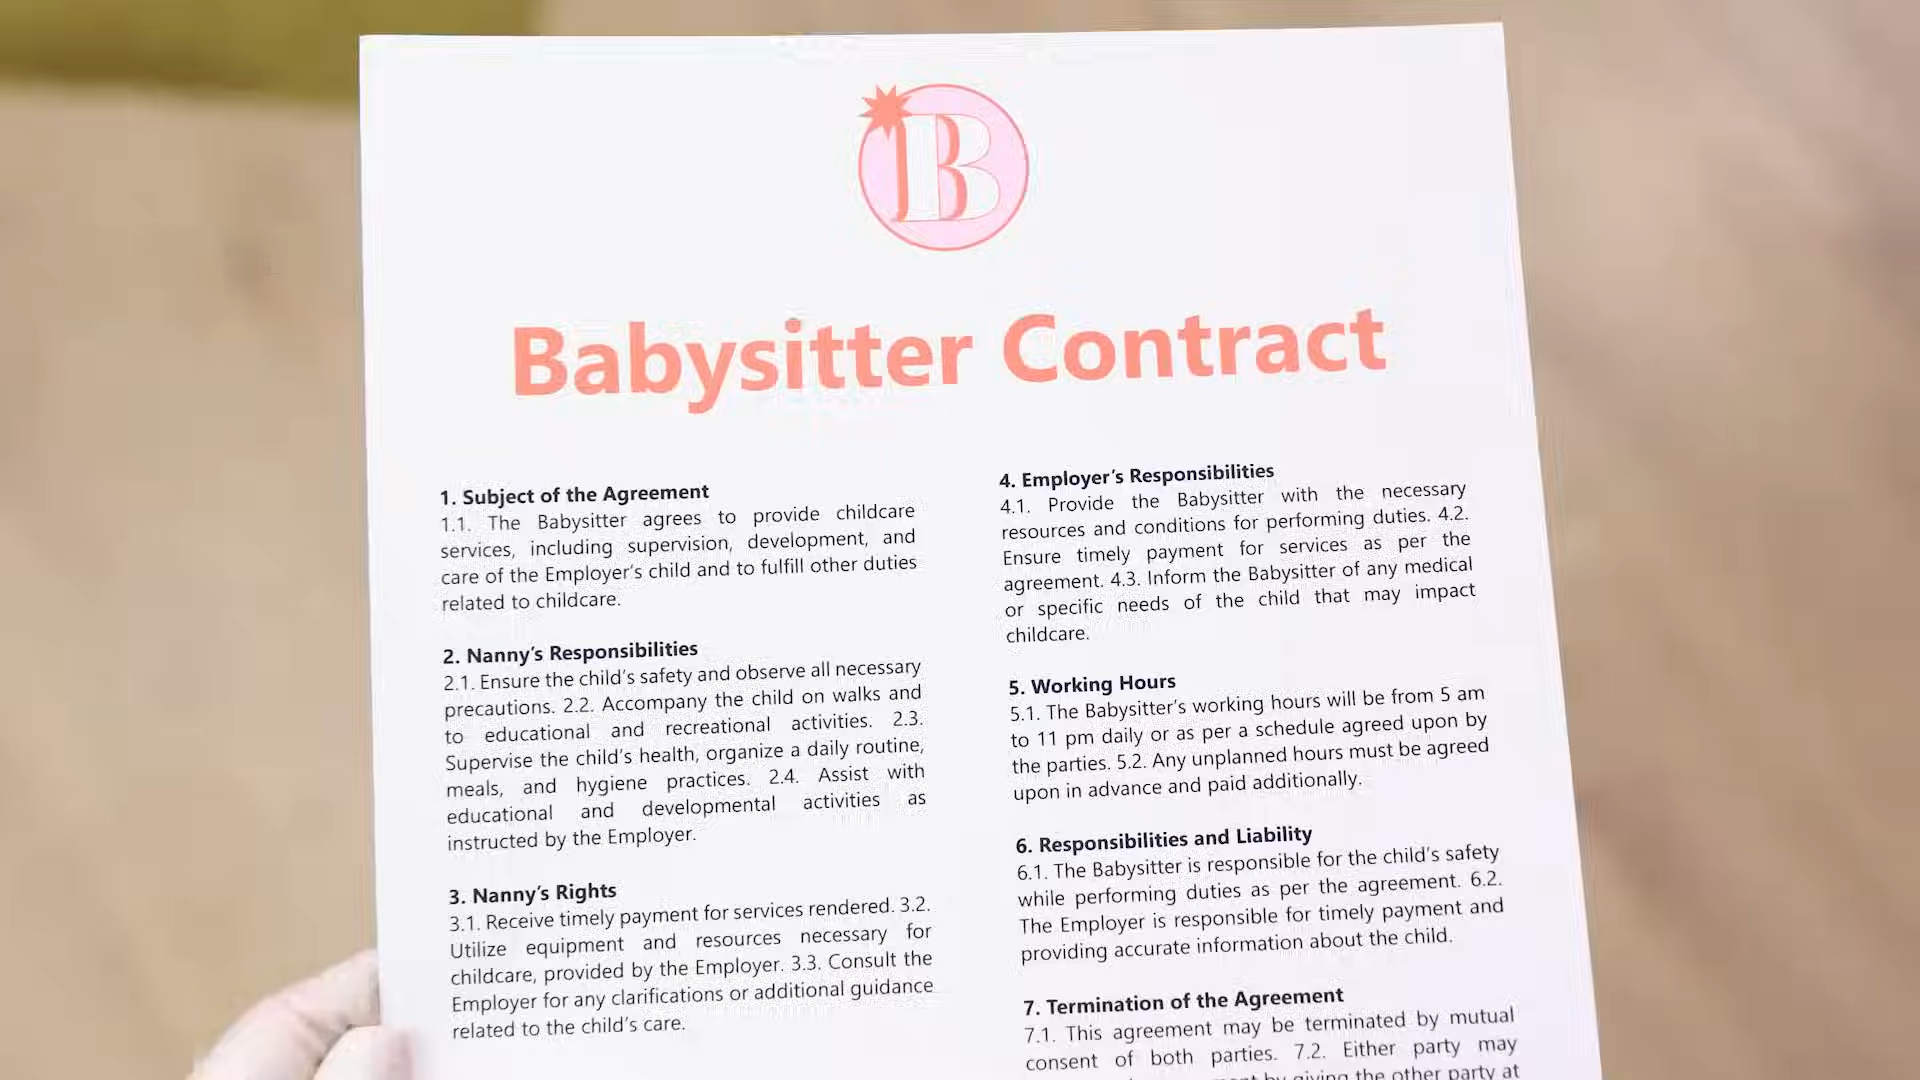 B
Babysitter Contract
1. Subject of the Agreement
1.1. The Babysitter agrees to provide childcare
services, including supervision, development, and
care of the Employer's child and to fulfill other duties
related to childcare.
2. Nanny's Responsibilities
2.1. Ensure the child's safety and observe all necessary
precautions. 2.2. Accompany the child on walks and
to educational and recreational activities. 2.3.
Supervise the child's health, organize a daily routine,
meals, and hygiene practices. 2.4. Assist with
educational and developmental activities as
instructed by the Employer.
3. Nanny's Rights
3.1. Receive timely payment for services rendered. 3.2.
Utilize equipment and resources necessary for
childcare, provided by the Employer. 3.3. Consult the
Employer for any clarifications or additional guidance
related to the child's care.
4. Employer's Responsibilities
4.1. Provide the Babysitter with the necessary
resources and conditions for performing duties. 4.2.
Ensure timely payment for services as per the
agreement. 4.3. Inform the Babysitter of any medical
or specific needs of the child that may impact
childcare.
5. Working Hours
5.1. The Babysitter's working hours will be from 5 am
to 11 pm daily or as per a schedule agreed upon by
the parties. 5.2. Any unplanned hours must be agreed
upon in advance and paid additionally.
6. Responsibilities and Liability
6.1. The Babysitter is responsible for the child's safety
while performing duties as per the agreement. 6.2.
The Employer is responsible for timely payment and
providing accurate information about the child.
7. Termination of the Agreement
7.1. This agreement may be terminated by mutual
consent of both parties. 7.2. Either party may
by giving the other party at